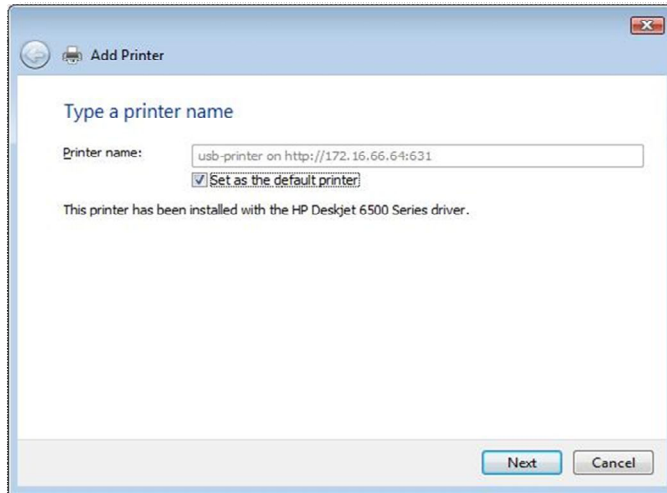 Add Printer
Type a printer name
Printer name: usb-printer on http://172.16.66.64:631
Set as the default printer
This printer has been installed with the HP Deskjet 6500 Series driver.
Next Cancel